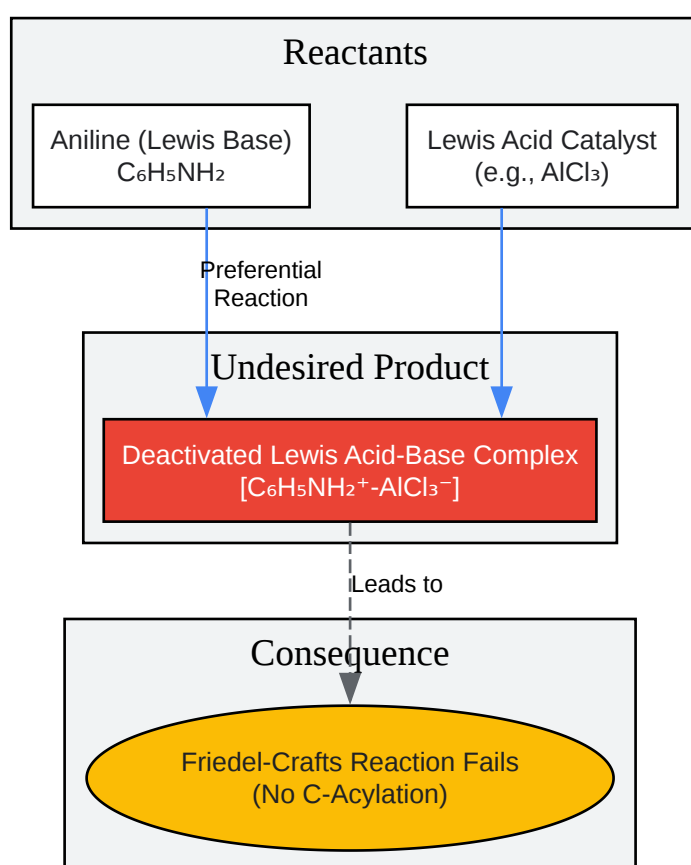 Reactants
Aniline (Lewis Base)
C₆H₅NH₂
Lewis Acid Catalyst
(e.g., AlCl₃)
Preferential
Reaction
Undesired Product
Deactivated Lewis Acid-Base Complex
[C₆H₅NH₂⁺-AlCl₃⁻]
Leads to
Consequence
Friedel-Crafts Reaction Fails
(No C-Acylation)